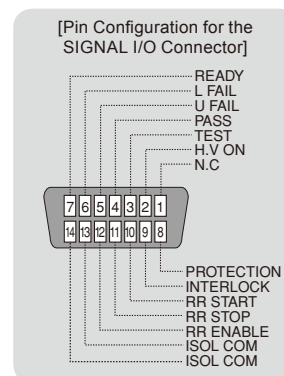 [Pin Configuration for the
SIGNAL I/O Connector]
READY
L FAIL
U FAIL
PASS
TEST
H.V ON
N.C
7 6 5 4 3 2 1
14 13 12 11 10 9 8
PROTECTION
INTERLOCK
RR START
RR STOP
RR ENABLE
ISOL COM
ISOL COM